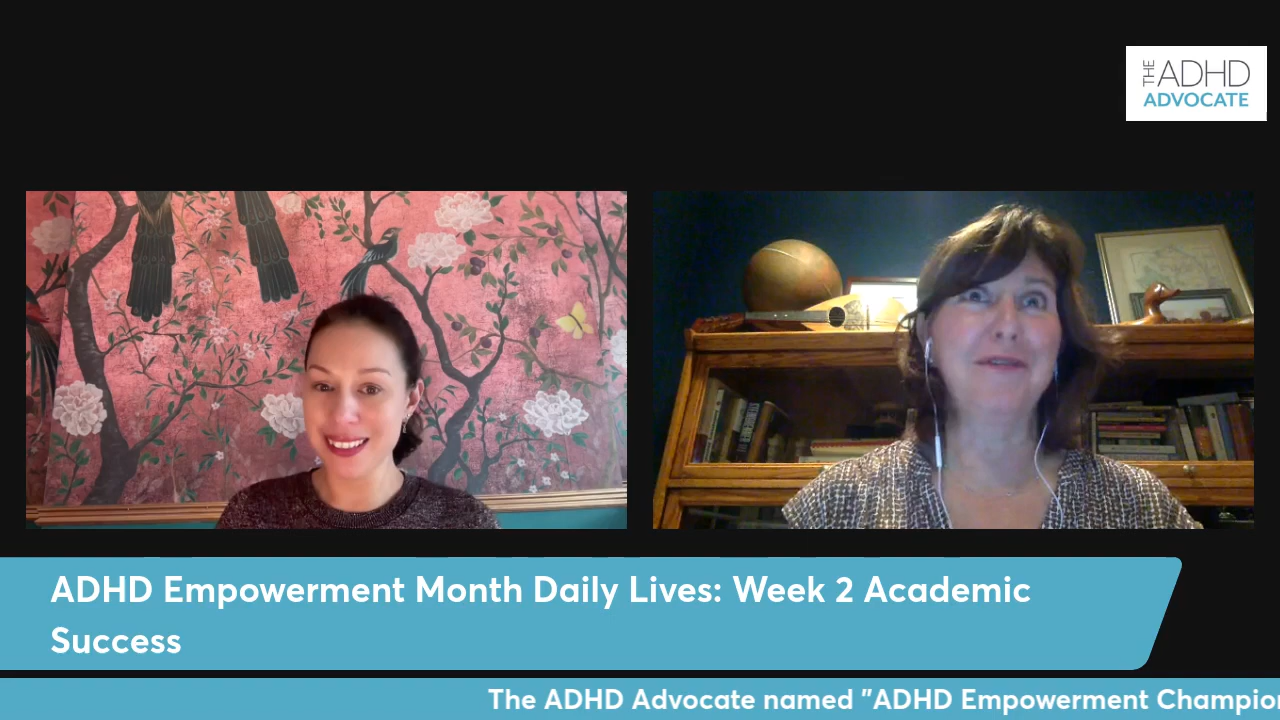 THE ADHD
ADVOCATE
ADHD Empowerment Month Daily Lives: Week 2 Academic
Success
The ADHD Advocate named "ADHD Empowerment Champion